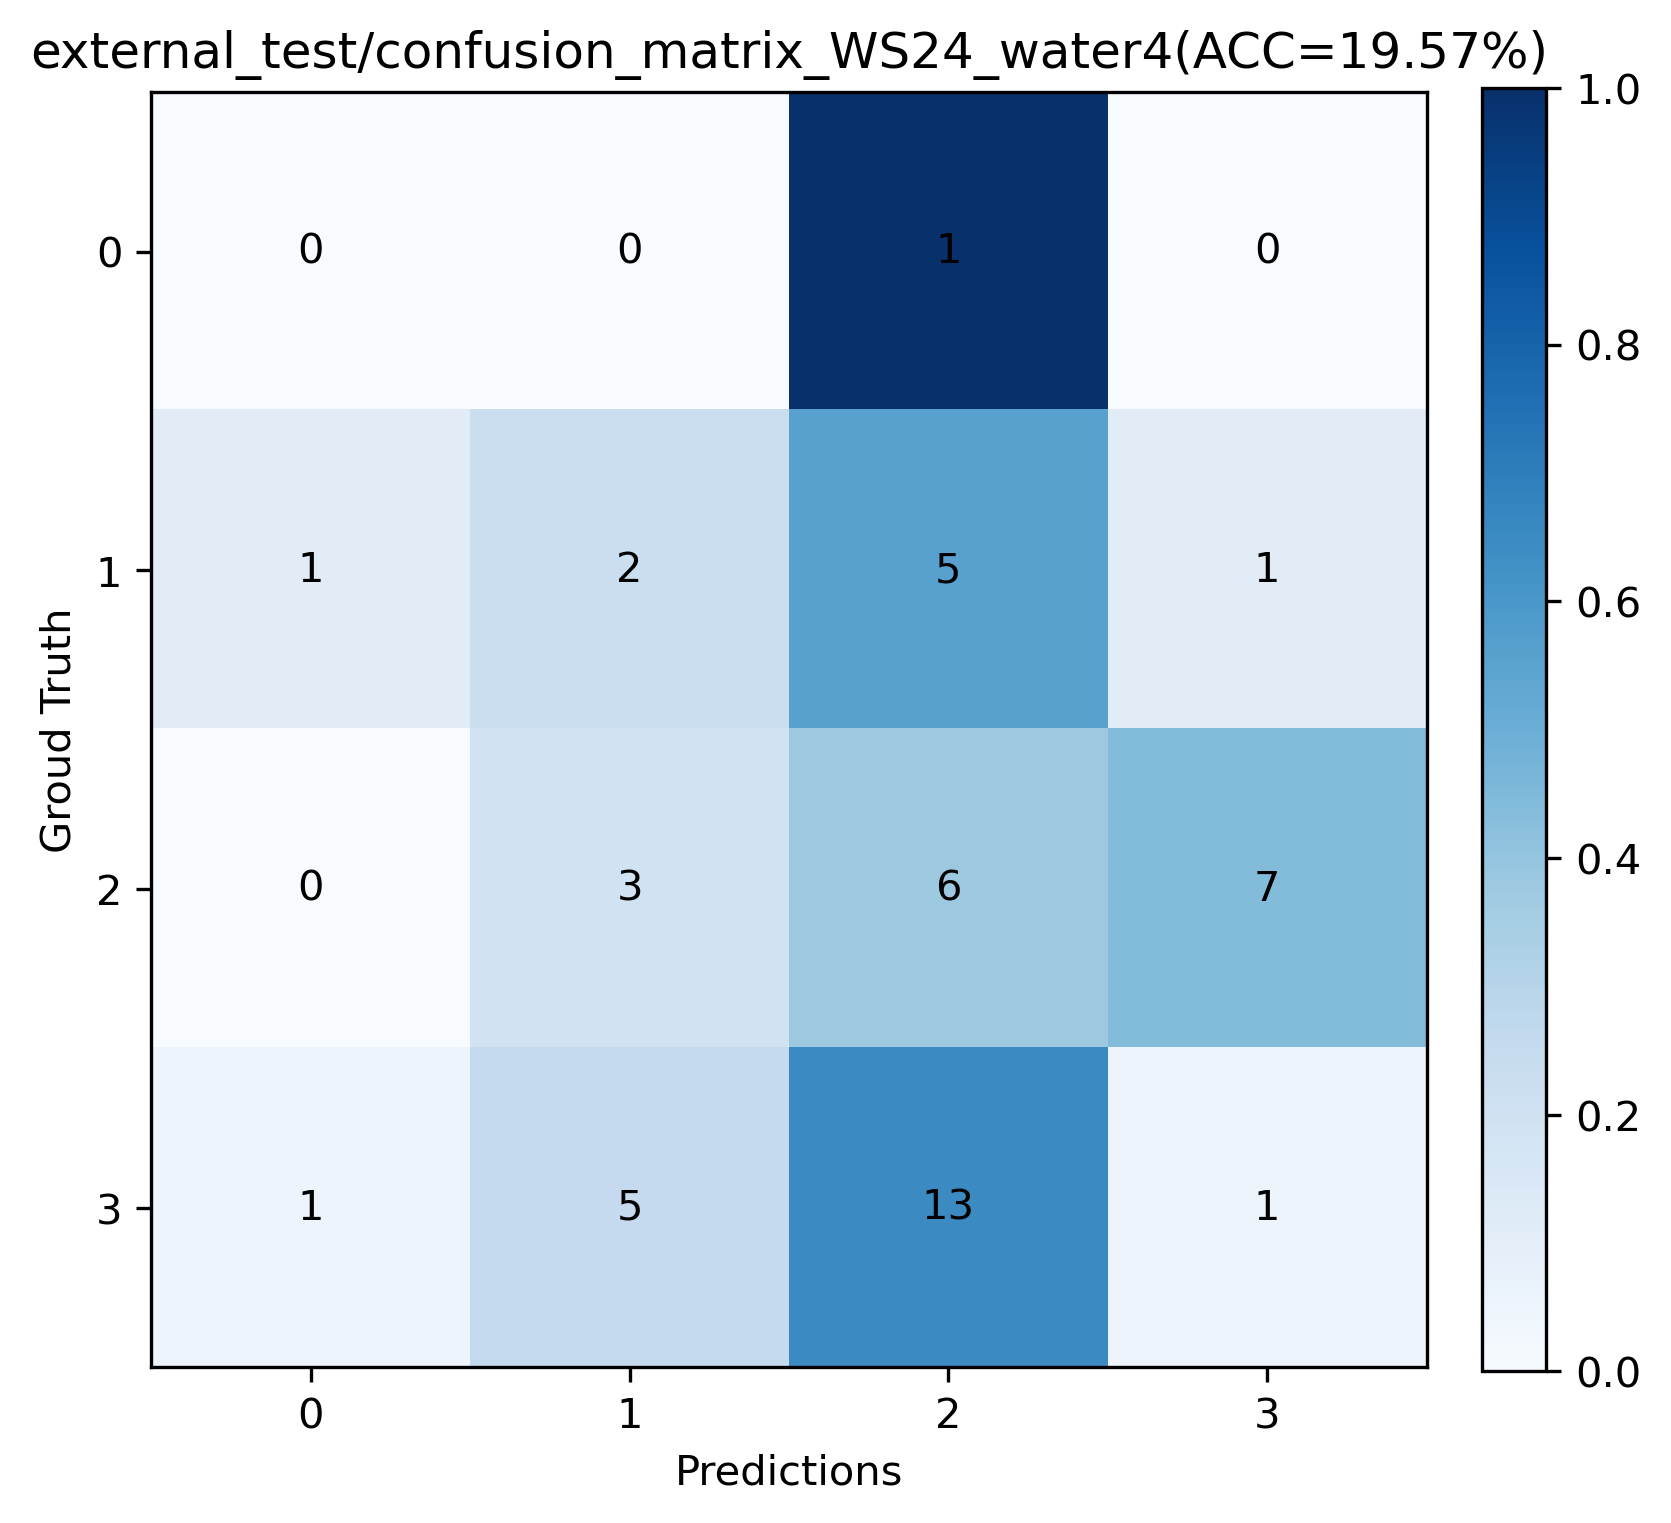 external_test/confusion_matrix_WS24_water4(ACC=19.57%)
1.0
0.8
0.6
0.4
0.2
0.0
Groud Truth
0 0 0 1 0
1 1 2 5 1
2 0 3 6 7
3 1 5 13 1
0 1 2 3
Predictions